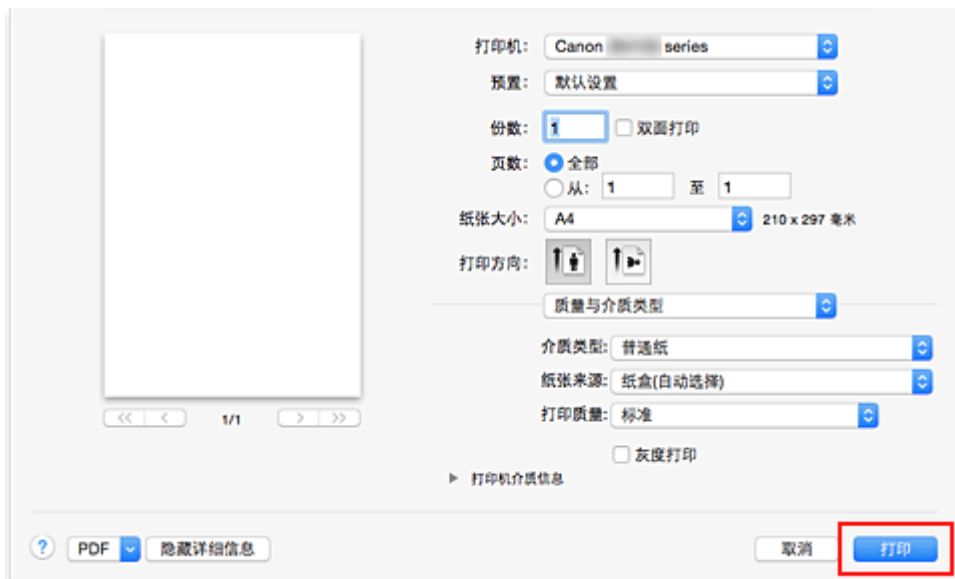 打印机: Canon series
预置: 默认设置
份数: 1 双面打印
页数: 全部
从: 1 至 1
纸张大小: A4 210 x 297 毫米
打印方向:
质量与介质类型
介质类型: 普通纸
纸张来源: 纸盒(自动选择)
打印质量: 标准
灰度打印
打印机介质信息
<< < 1/1 > >>
? PDF 隐藏详细信息 取消 打印